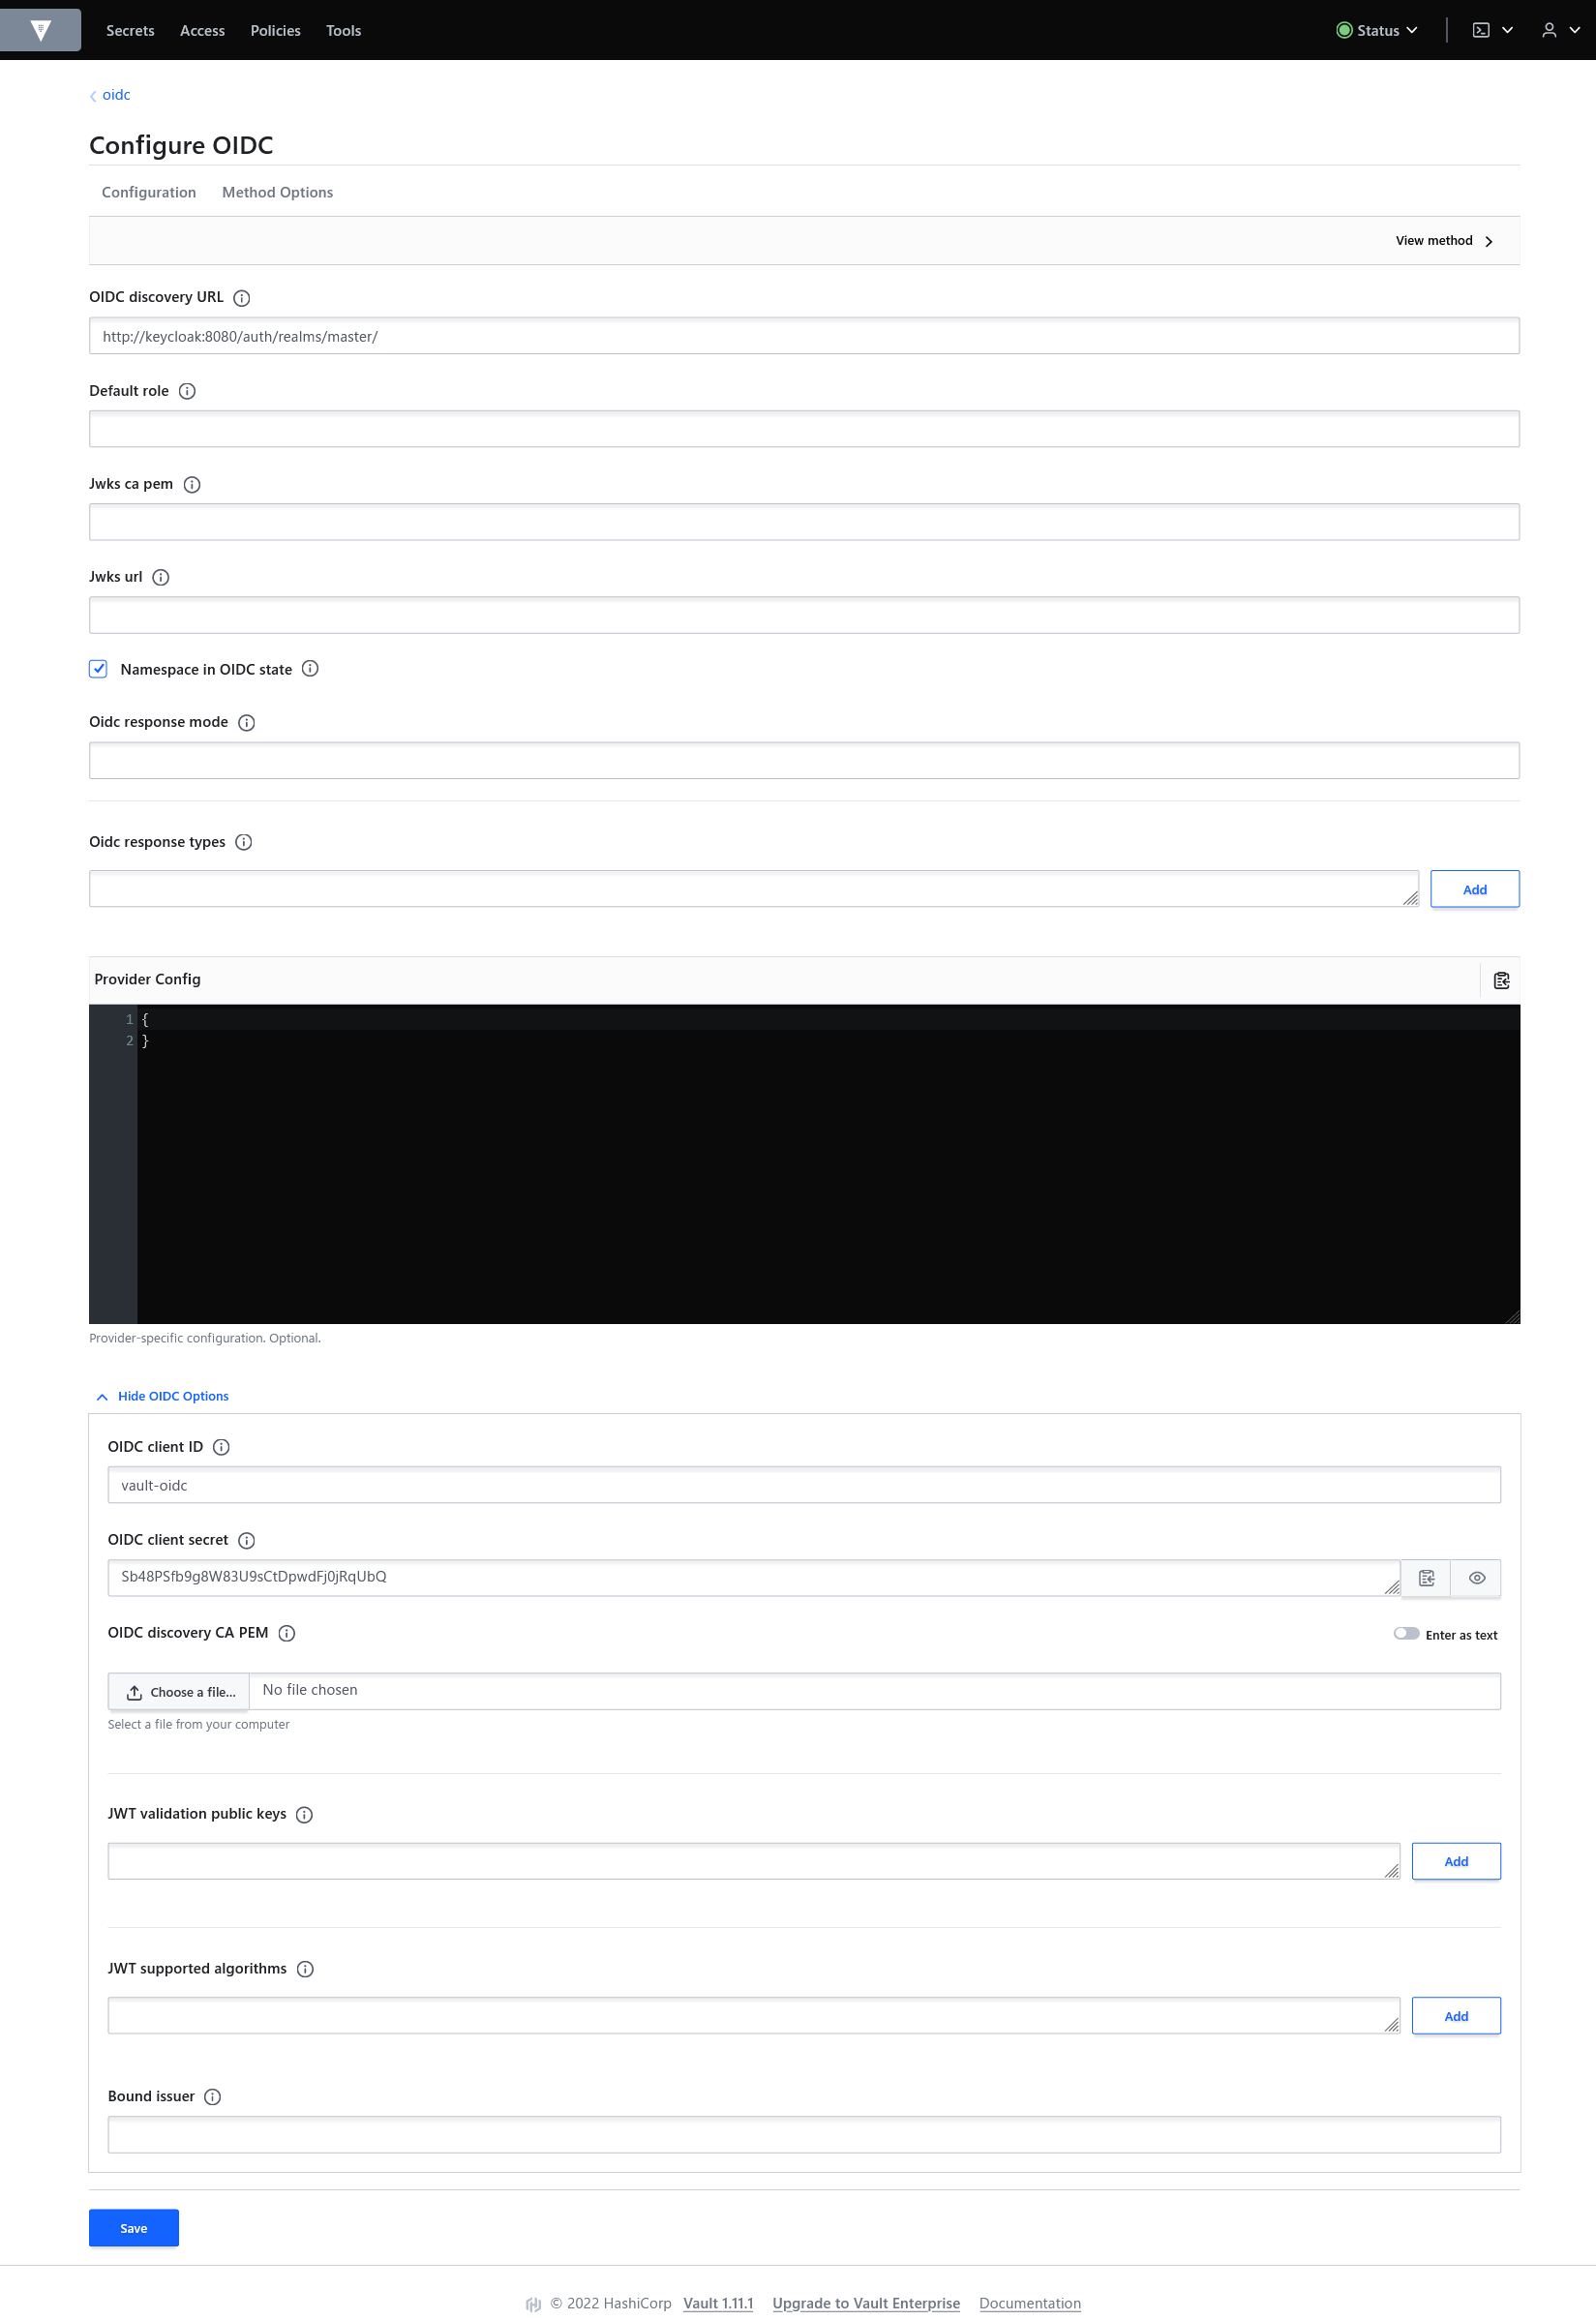 Secrets Access Policies Tools Status
oidc
Configure OIDC
Configuration Method Options
View method
OIDC discovery URL
http://keycloak:8080/auth/realms/master/
Default role
Jwks ca pem
Jwks url
Namespace in OIDC state
Oidc response mode
Oidc response types
Add
Provider Config
1 {
2 }
Provider-specific configuration. Optional.
Hide OIDC Options
OIDC client ID
vault-oidc
OIDC client secret
Sb48PSfb9g8W83U9sCtDpwdFj0jRqUbQ
OIDC discovery CA PEM
Enter as text
Choose a file... No file chosen
Select a file from your computer
JWT validation public keys
Add
JWT supported algorithms
Add
Bound issuer
Save
© 2022 HashiCorp Vault 1.11.1 Upgrade to Vault Enterprise Documentation